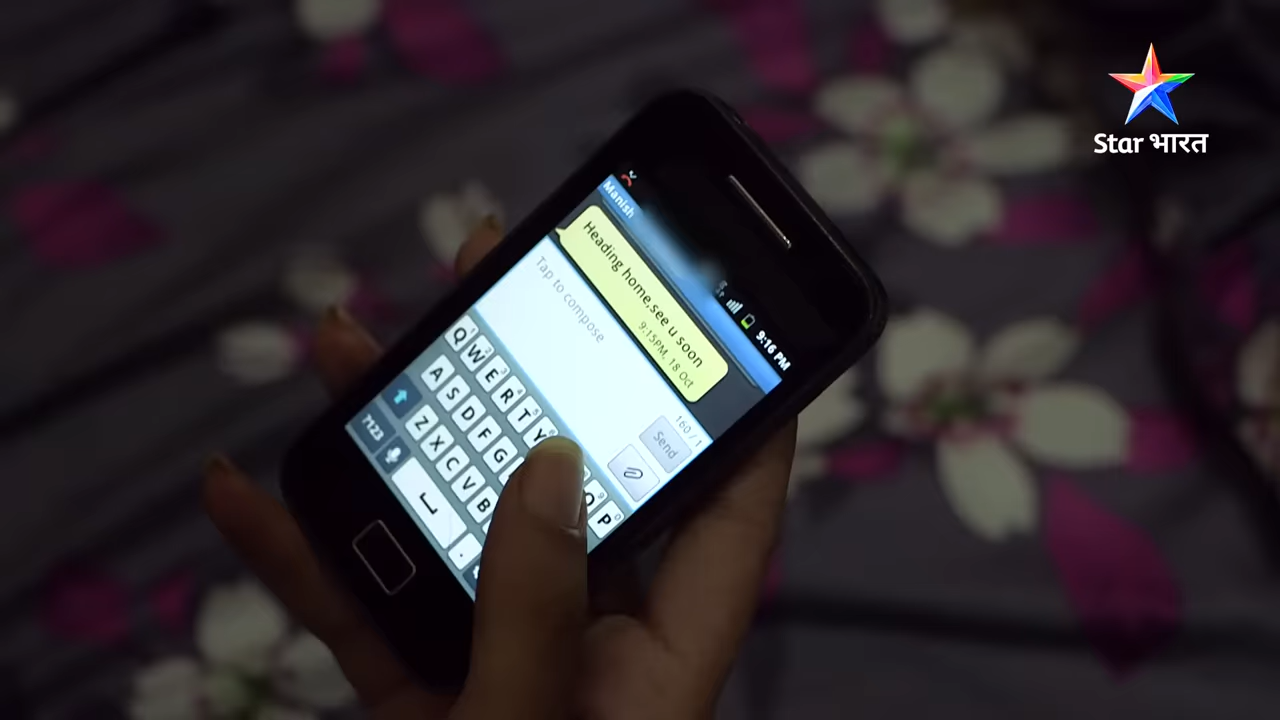 Star भारत
9:16 PM
Manish
Heading home,see u soon
9:15PM, 18 Oct
Tap to compose
160 / 1
Send
Q W E R T Y O P
A S D F G
Z X C V B
?123 .